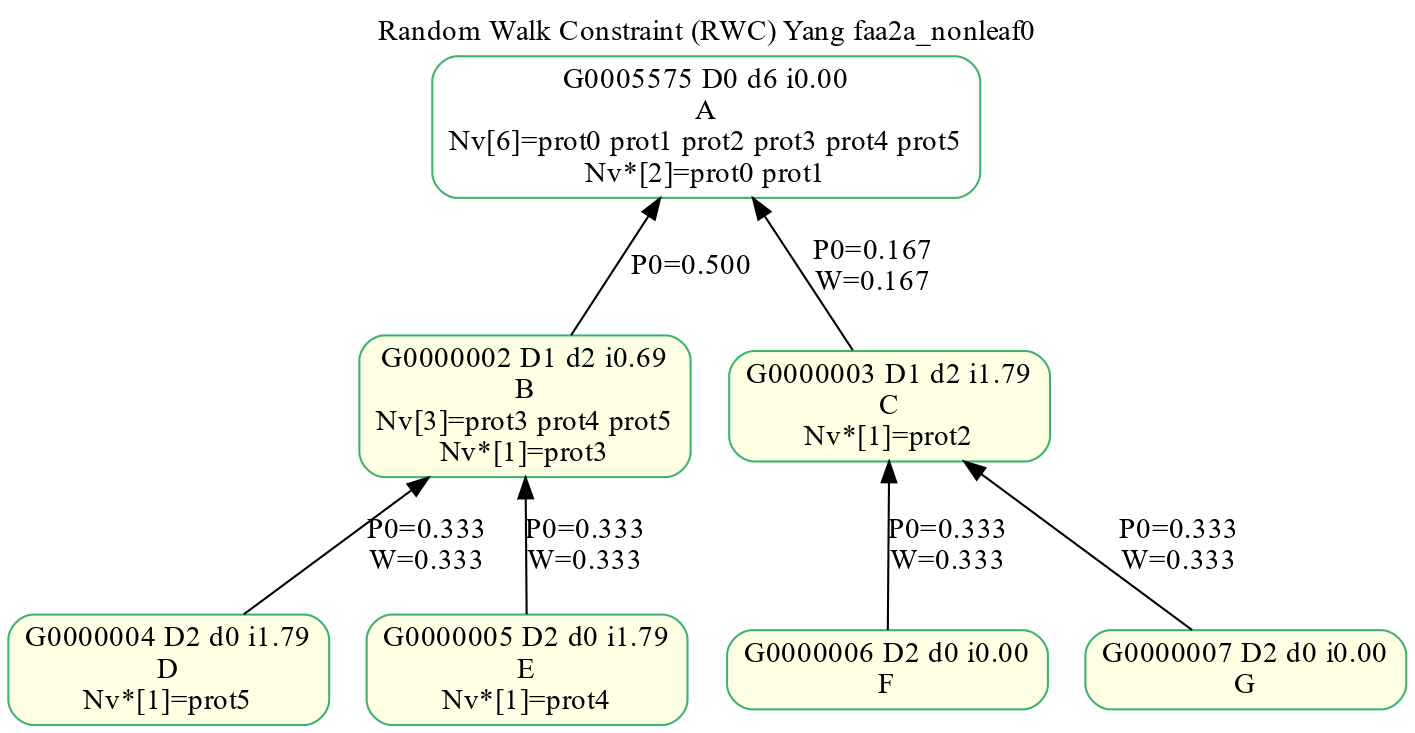 Random Walk Constraint (RWC) Yang faa2a_nonleaf0
G0005575 D0 d6 i0.00
A
Nv[6]=prot0 prot1 prot2 prot3 prot4 prot5
Nv*[2]=prot0 prot1
P0=0.500
P0=0.167
W=0.167
G0000002 D1 d2 i0.69
B
Nv[3]=prot3 prot4 prot5
Nv*[1]=prot3
G0000003 D1 d2 i1.79
C
Nv*[1]=prot2
P0=0.333
W=0.333
P0=0.333
W=0.333
P0=0.333
W=0.333
P0=0.333
W=0.333
G0000004 D2 d0 i1.79
D
Nv*[1]=prot5
G0000005 D2 d0 i1.79
E
Nv*[1]=prot4
G0000006 D2 d0 i0.00
F
G0000007 D2 d0 i0.00
G